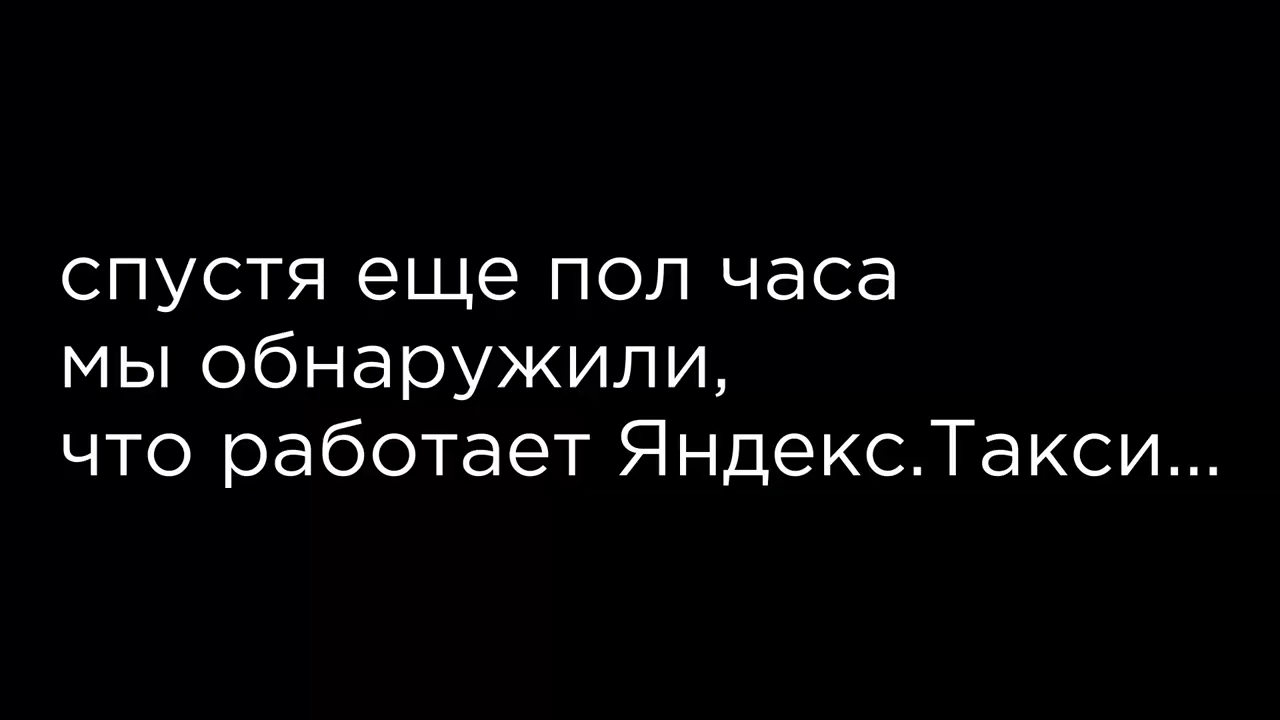 спустя еще пол часа
мы обнаружили,
что работает Яндекс.Такси...